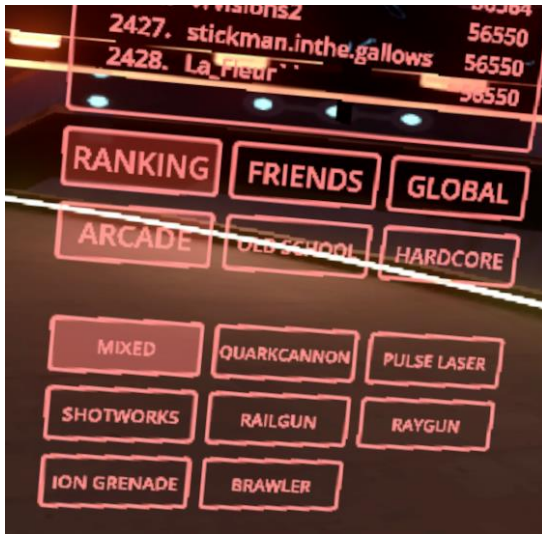 2427. stickman.inthe.gallows 56550
2428. La_Fleur`` 56550
56550
RANKING FRIENDS GLOBAL
ARCADE OLD SCHOOL HARDCORE
MIXED QUARKCANNON PULSE LASER
SHOTWORKS RAILGUN RAYGUN
ION GRENADE BRAWLER